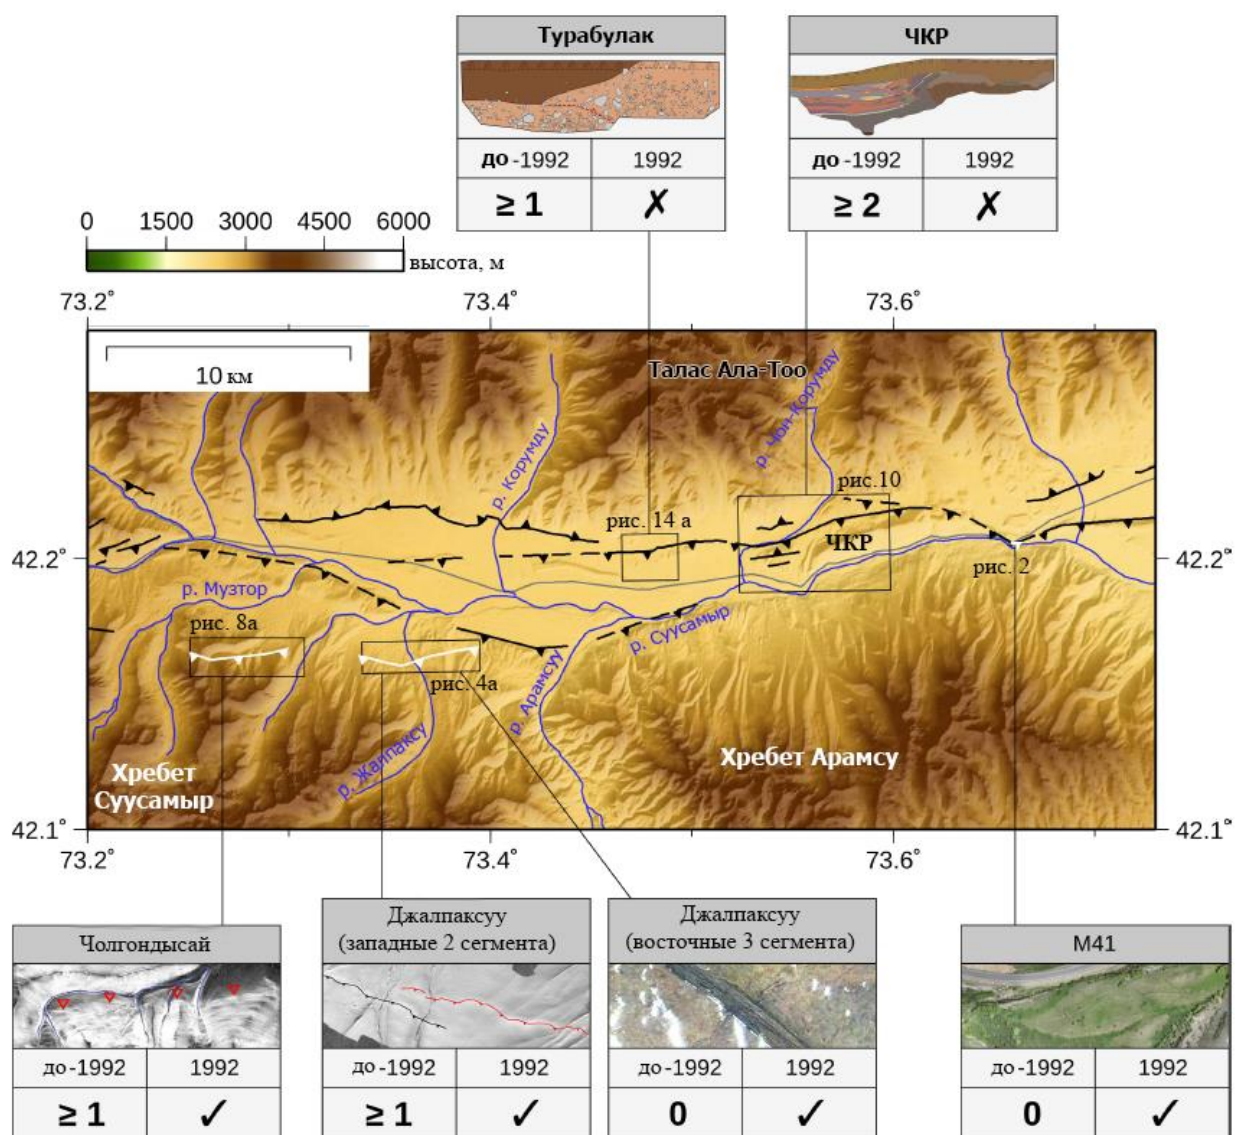 Турабулак
до -1992
1992
≥ 1
✗
ЧКР
до -1992
1992
≥ 2
✗
0 1500 3000 4500 6000
высота, м
73.2° 73.4° 73.6°
10 км
Талас Ала-Тоо
р. Корумду
р. Чон-Корумду
рис.10
рис. 14 а
ЧКР
42.2°
42.2°
рис. 2
р. Музтор
рис. 8а
р. Суусамыр
рис. 4а
р. Арамсуу
р. Жалпаксу
Хребет
Суусамыр
Хребет Арамсу
42.1°
42.1°
73.2° 73.4° 73.6°
Чолгондысай
до -1992
1992
≥ 1
✓
Джалпаксуу
(западные 2 сегмента)
до -1992
1992
≥ 1
✓
Джалпаксуу
(восточные 3 сегмента)
до -1992
1992
0
✓
М41
до -1992
1992
0
✓